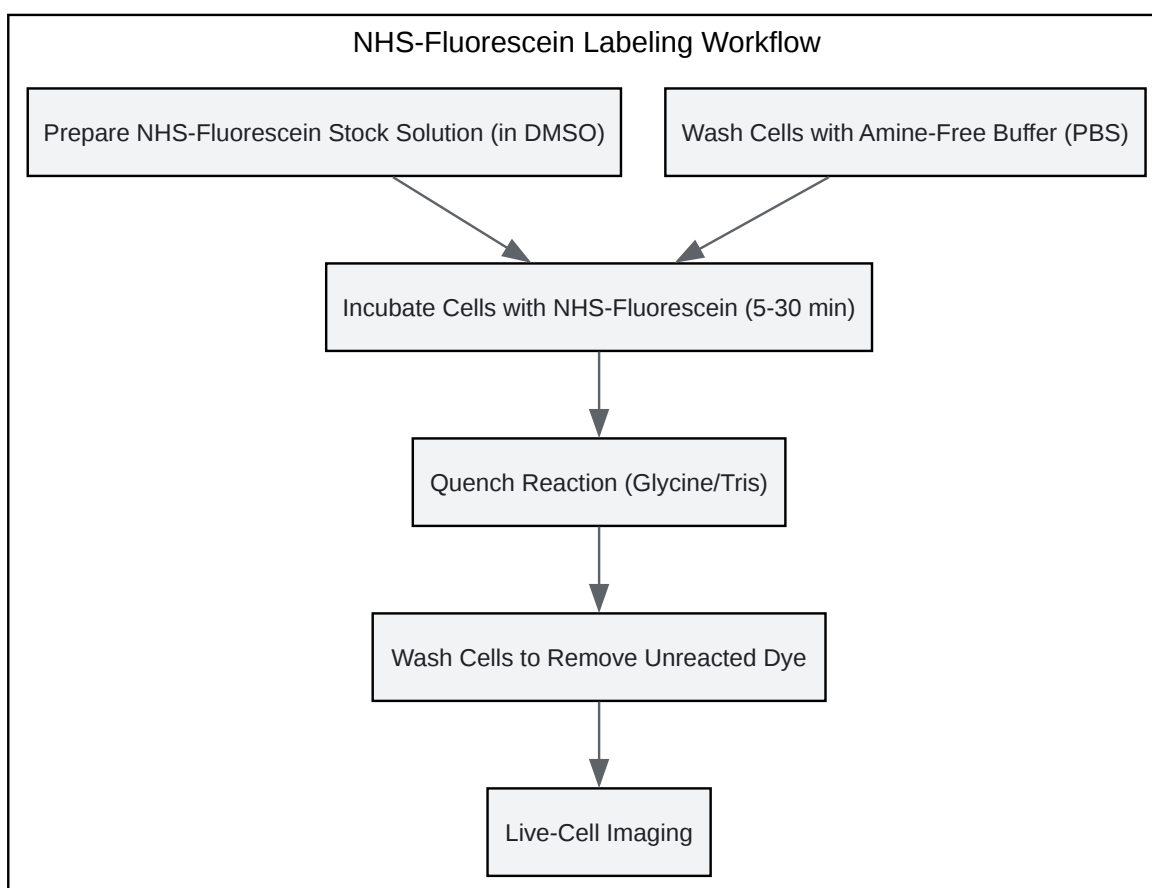 NHS-Fluorescein Labeling Workflow
Prepare NHS-Fluorescein Stock Solution (in DMSO)
Wash Cells with Amine-Free Buffer (PBS)
Incubate Cells with NHS-Fluorescein (5-30 min)
Quench Reaction (Glycine/Tris)
Wash Cells to Remove Unreacted Dye
Live-Cell Imaging